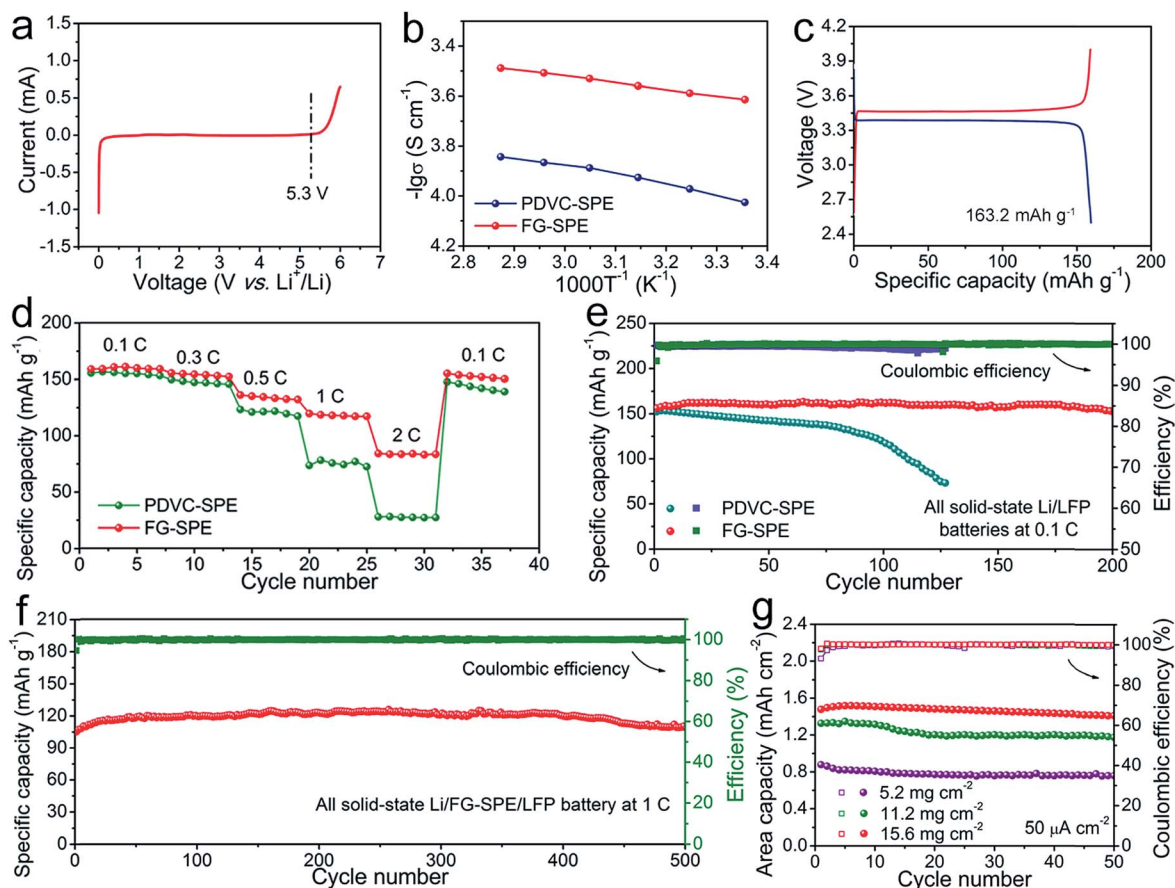 a
Current (mA)
1.5
1.0
0.5
0.0
-0.5
-1.0
-1.5
5.3 V
0 1 2 3 4 5 6 7
Voltage (V vs. Li⁺/Li)
b
-lgσ (S cm⁻¹)
3.4
3.6
3.8
4.0
4.2
PDVC-SPE
FG-SPE
2.8 2.9 3.0 3.1 3.2 3.3 3.4
1000T⁻¹ (K⁻¹)
c
Voltage (V)
4.2
3.6
3.0
2.4
163.2 mAh g⁻¹
0 50 100 150 200
Specific capacity (mAh g⁻¹)
d
Specific capacity (mAh g⁻¹)
200
150
100
50
0
0.1 C
0.3 C
0.5 C
1 C
2 C
0.1 C
PDVC-SPE
FG-SPE
0 5 10 15 20 25 30 35 40
Cycle number
e
Specific capacity (mAh g⁻¹)
250
225
200
175
150
125
100
75
50
25
0
Coulombic efficiency
PDVC-SPE
FG-SPE
All solid-state Li/LFP
batteries at 0.1 C
100
90
80
70
60
50
Efficiency (%)
0 50 100 150 200
Cycle number
f
Specific capacity (mAh g⁻¹)
210
180
150
120
90
60
30
0
Coulombic efficiency
All solid-state Li/FG-SPE/LFP battery at 1 C
100
80
60
40
20
0
Efficiency (%)
0 100 200 300 400 500
Cycle number
g
Area capacity (mAh cm⁻²)
2.4
2.0
1.6
1.2
0.8
0.4
0.0
5.2 mg cm⁻²
11.2 mg cm⁻²
15.6 mg cm⁻²
50 μA cm⁻²
100
80
60
40
20
0
Coulombic efficiency (%)
0 10 20 30 40 50
Cycle number